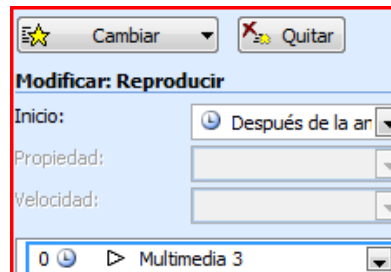 Cambiar Quitar
Modificar: Reproducir
Inicio: Después de la ar
Propiedad:
Velocidad:
0 Multimedia 3